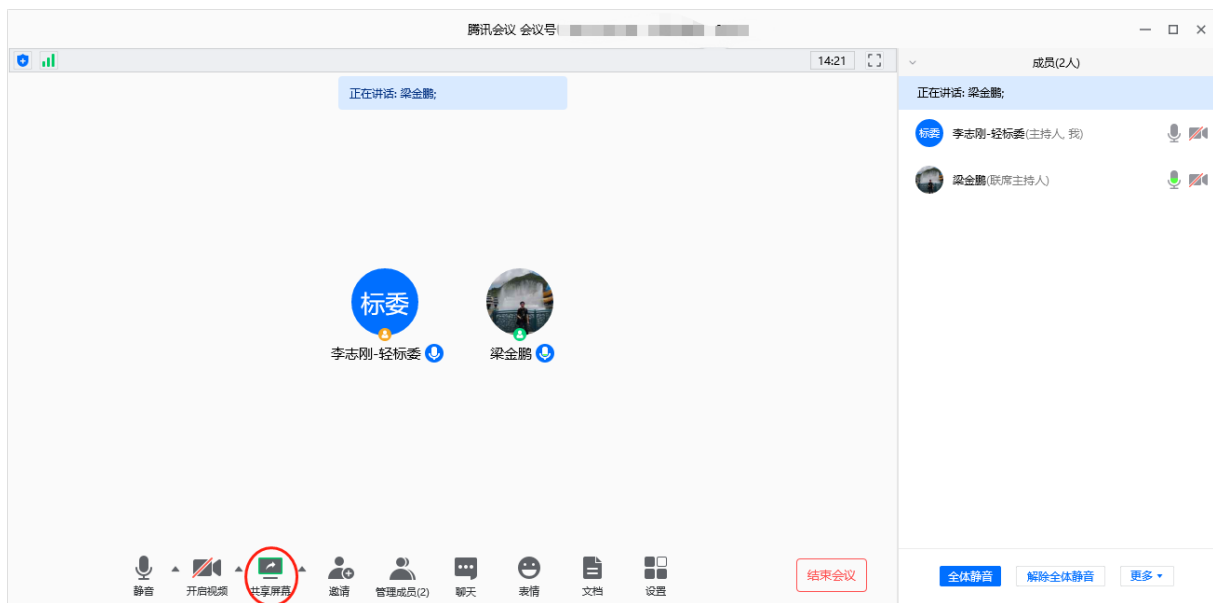 腾讯会议 会议号
14:21
成员(2人)
正在讲话: 梁金鹏;
正在讲话: 梁金鹏;
标委 李志刚-轻标委(主持人, 我)
梁金鹏(联席主持人)
标委
李志刚-轻标委 梁金鹏
静音 开启视频 共享屏幕 邀请 管理成员(2) 聊天 表情 文档 设置
结束会议
全体静音 解除全体静音 更多